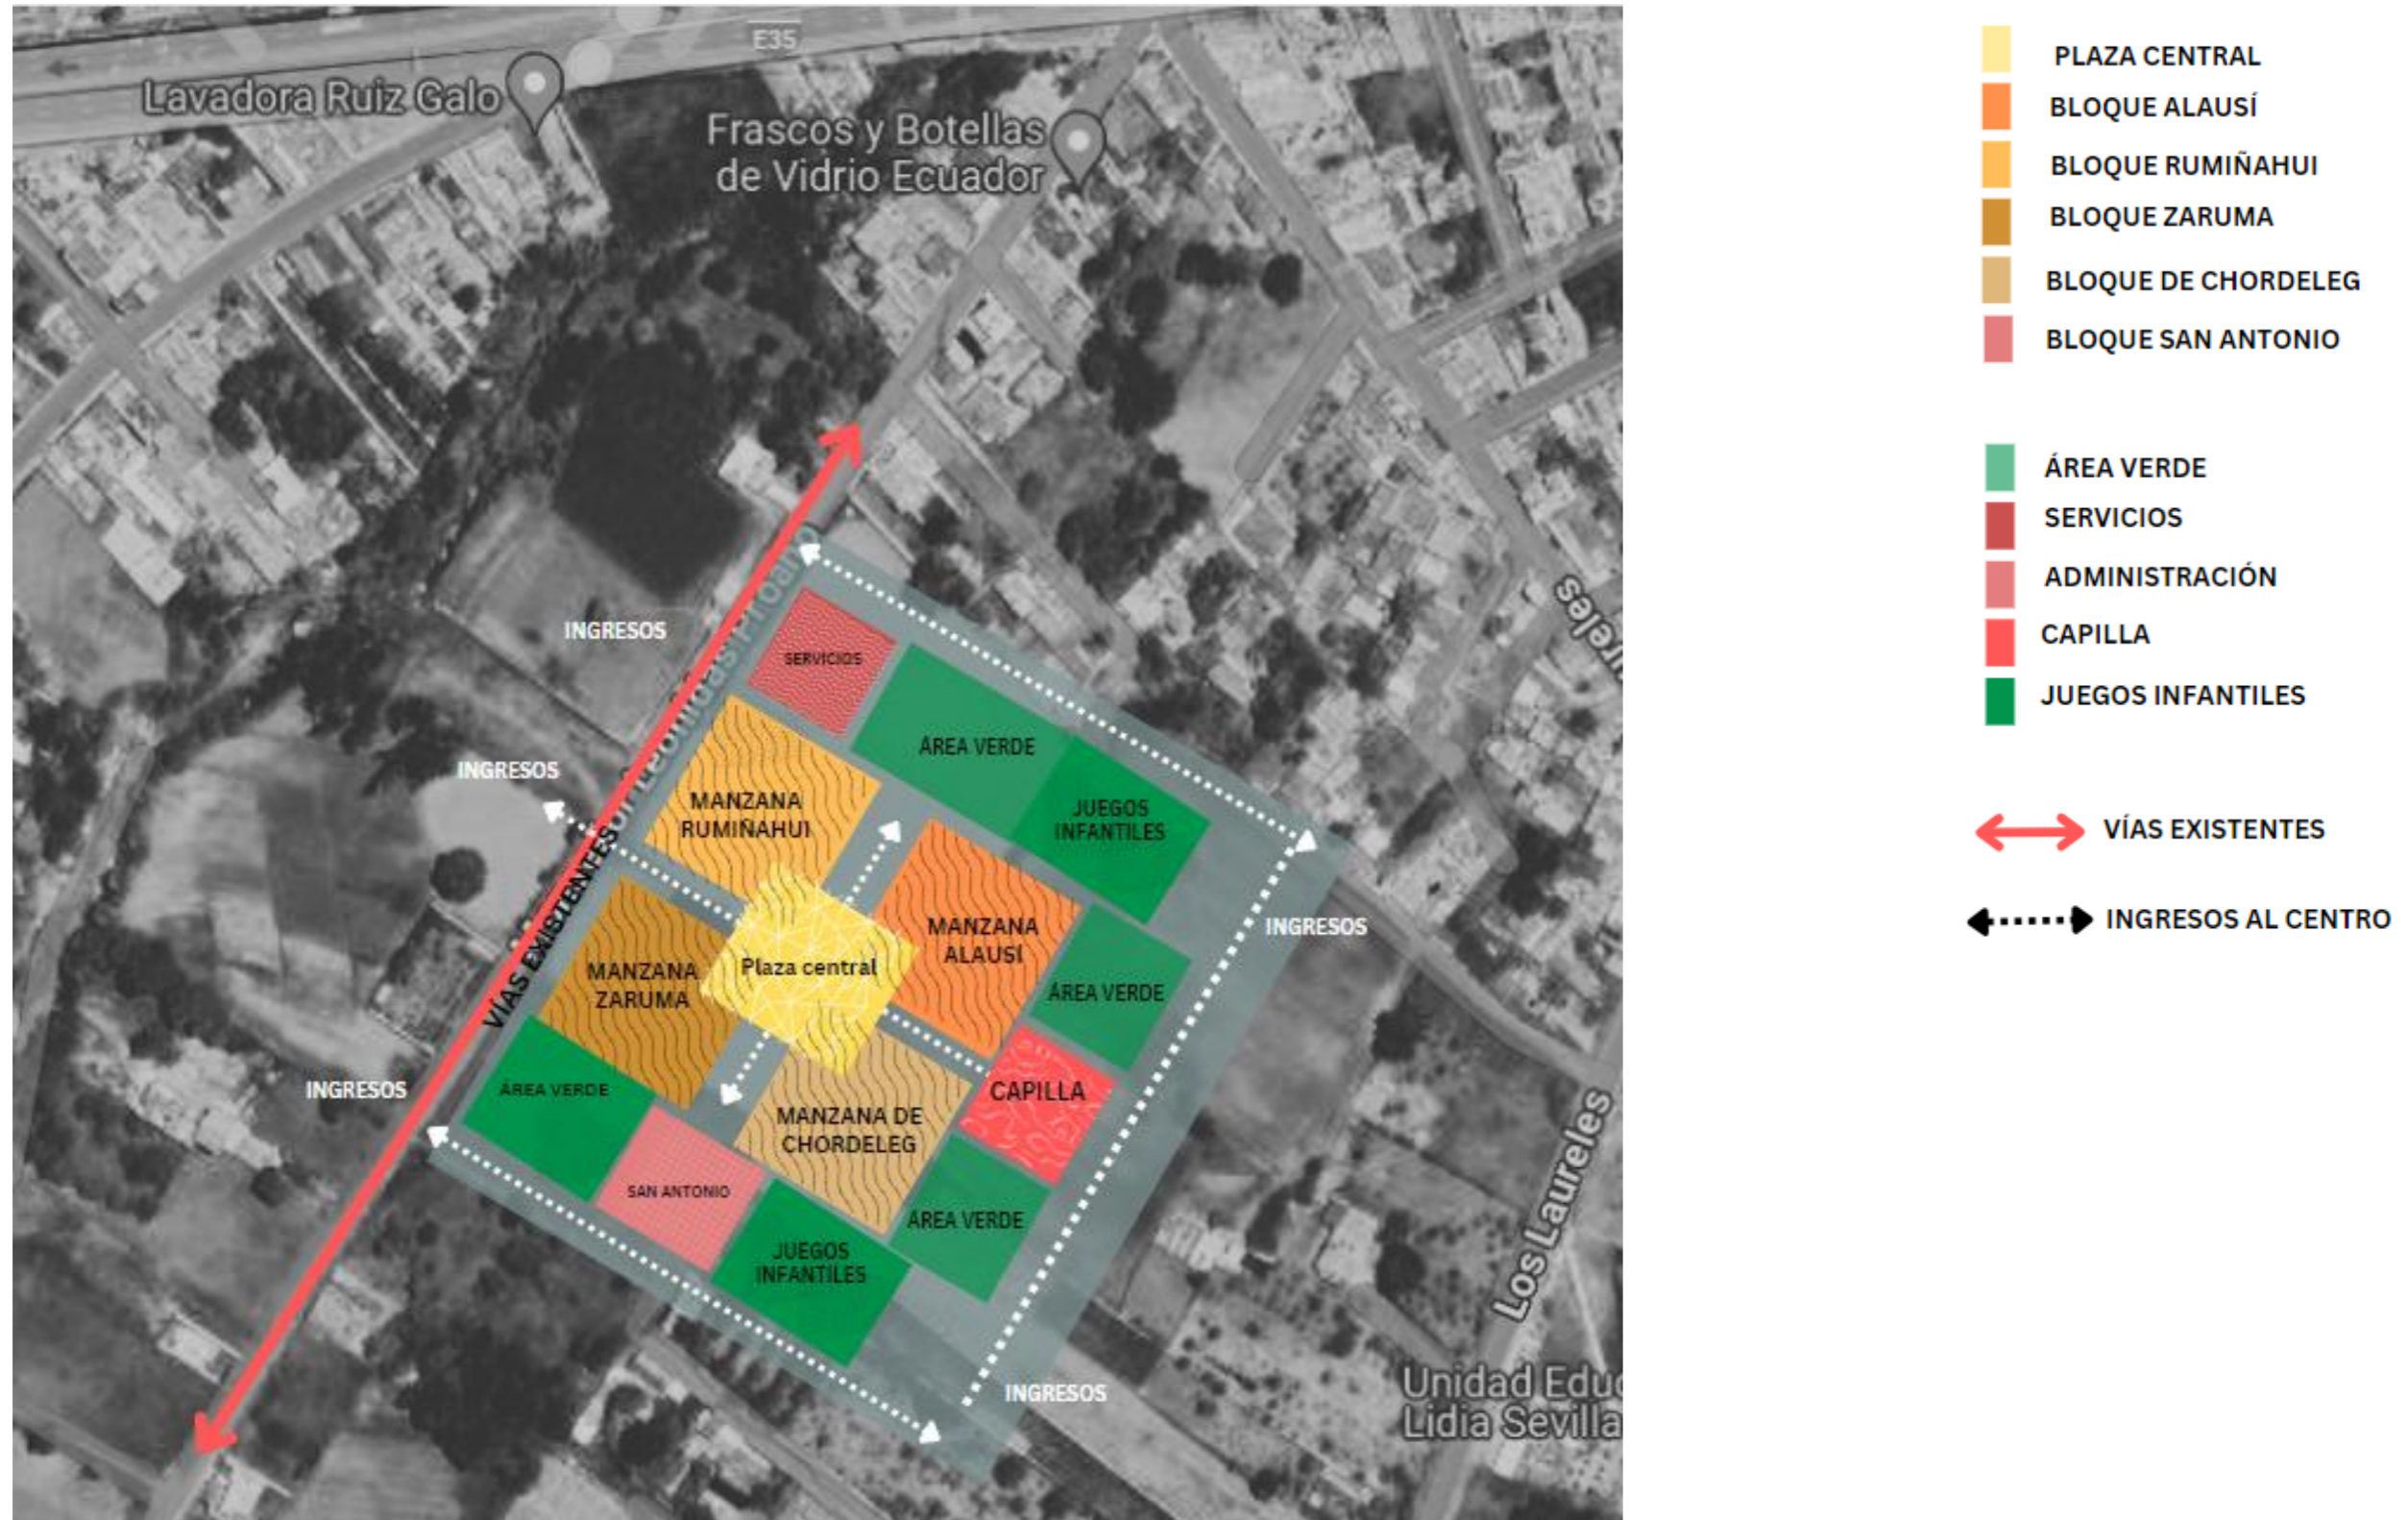 E35
Lavadora Ruiz Galo
Frascos y Botellas
de Vidrio Ecuador
INGRESOS
SERVICIOS
ÁREA VERDE
INGRESOS
MANZANA
RUMIÑAHUI
JUEGOS
INFANTILES
VÍAS EXISTENTES
MANZANA
ALAUSÍ
INGRESOS
Plaza central
MANZANA
ZARUMA
ÁREA VERDE
INGRESOS
ÁREA VERDE
CAPILLA
MANZANA DE
CHORDELEG
SAN ANTONIO
ÁREA VERDE
JUEGOS
INFANTILES
INGRESOS
Los Laureles
Unidad Educ
Lidia Sevilla
PLAZA CENTRAL
BLOQUE ALAUSÍ
BLOQUE RUMIÑAHUI
BLOQUE ZARUMA
BLOQUE DE CHORDELEG
BLOQUE SAN ANTONIO
ÁREA VERDE
SERVICIOS
ADMINISTRACIÓN
CAPILLA
JUEGOS INFANTILES
VÍAS EXISTENTES
INGRESOS AL CENTRO